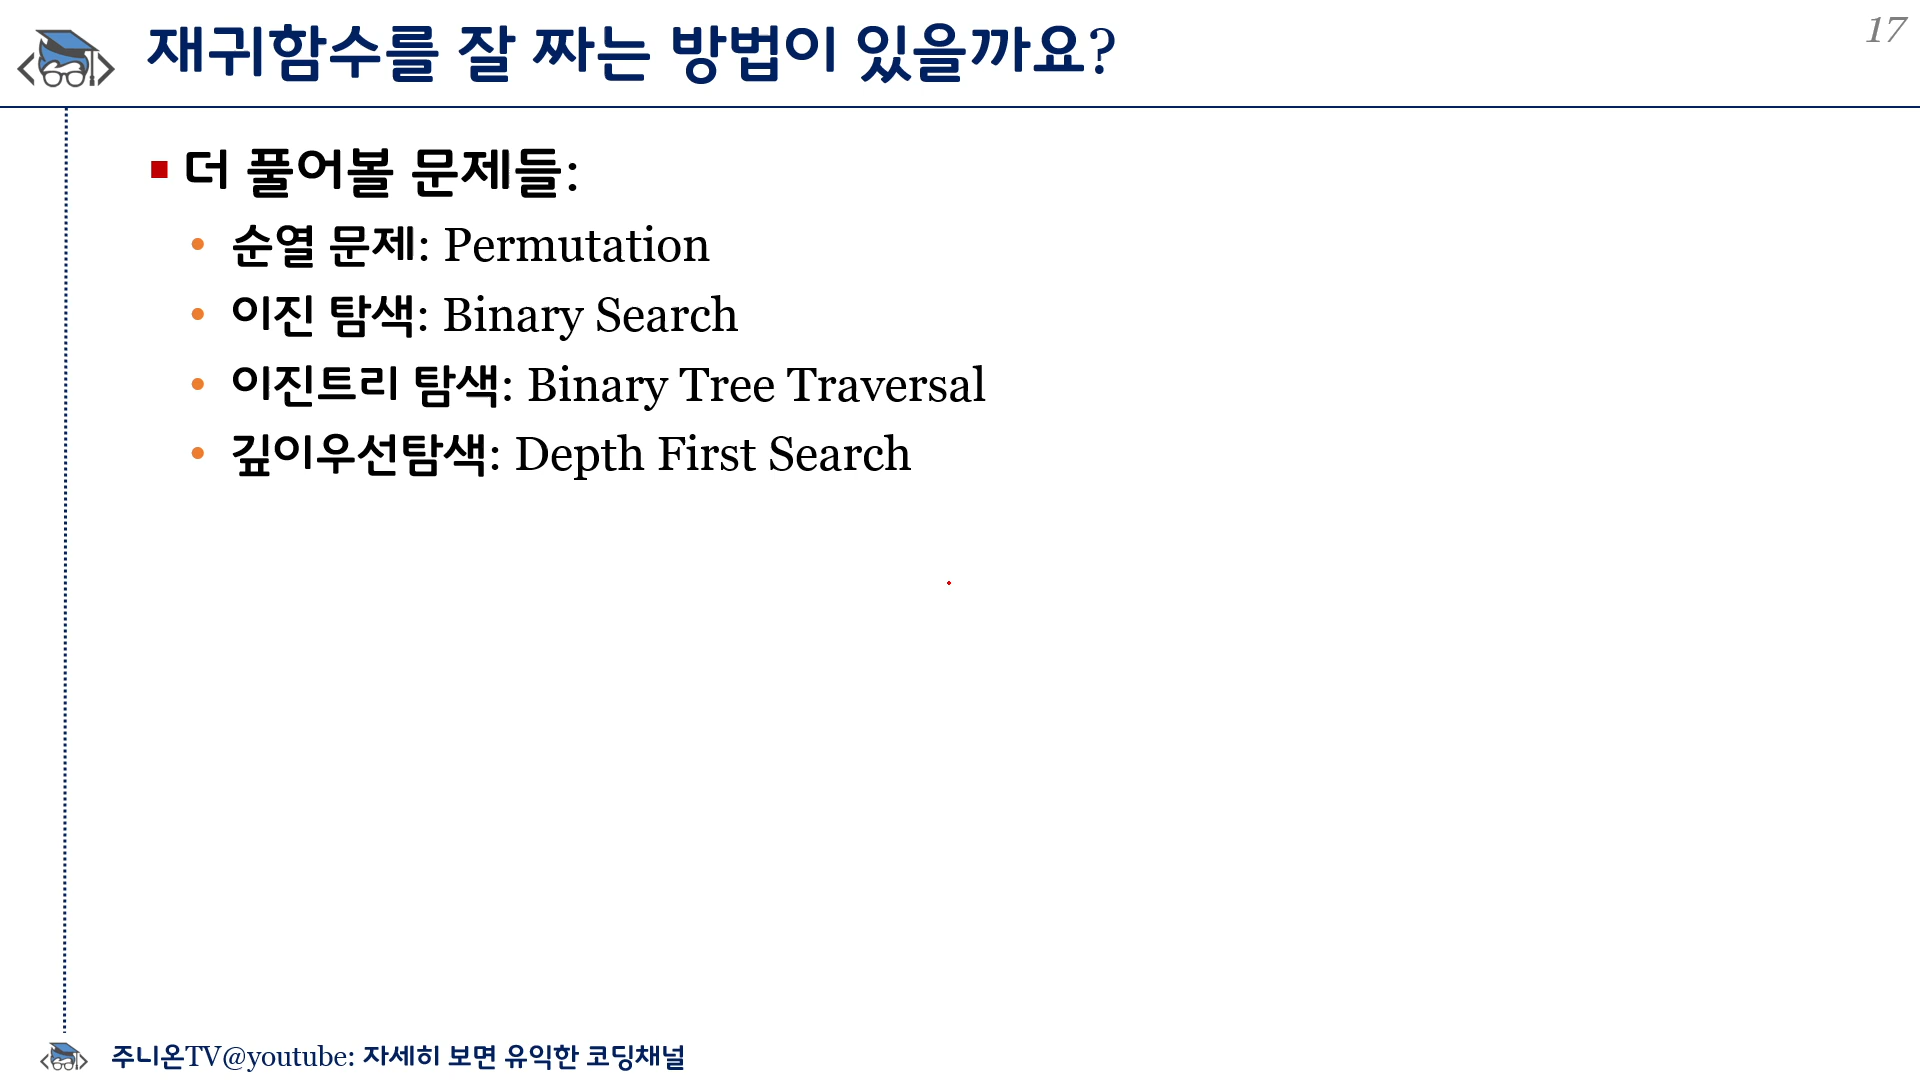 재귀함수를 잘 짜는 방법이 있을까요?
17
더 풀어볼 문제들:
순열 문제: Permutation
이진 탐색: Binary Search
이진트리 탐색: Binary Tree Traversal
깊이우선탐색: Depth First Search
주니온TV@youtube: 자세히 보면 유익한 코딩채널